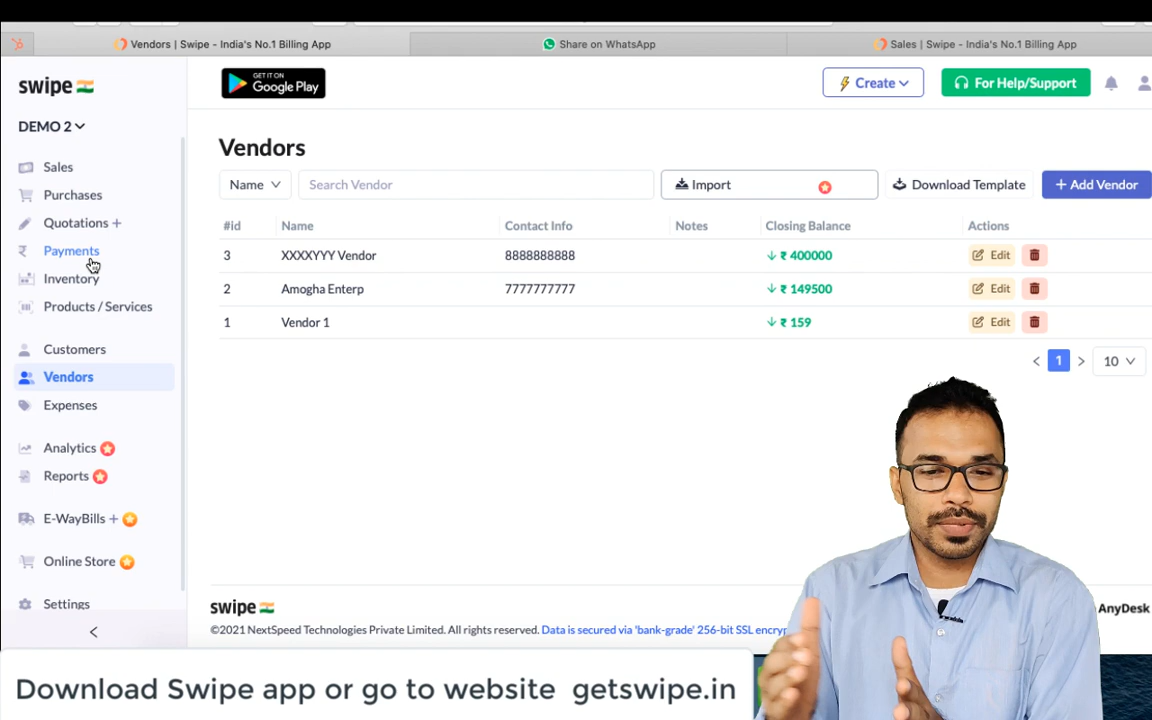 Vendors | Swipe - India's No.1 Billing App
Share on WhatsApp
Sales | Swipe - India's No.1 Billing App
swipe
GET IT ON
Google Play
Create
For Help/Support
DEMO 2
Sales
Purchases
Quotations +
Payments
Inventory
Products / Services
Customers
Vendors
Expenses
Analytics
Reports
E-WayBills +
Online Store
Settings
Vendors
Name
Search Vendor
Import
Download Template
+ Add Vendor
#id Name Contact Info Notes Closing Balance Actions
3 XXXXYYY Vendor 8888888888 ↓ ₹ 400000 Edit
2 Amogha Enterp 7777777777 ↓ ₹ 149500 Edit
1 Vendor 1 ↓ ₹ 159 Edit
< 1 > 10
swipe
AnyDesk
©2021 NextSpeed Technologies Private Limited. All rights reserved. Data is secured via 'bank-grade' 256-bit SSL encryp
Download Swipe app or go to website getswipe.in